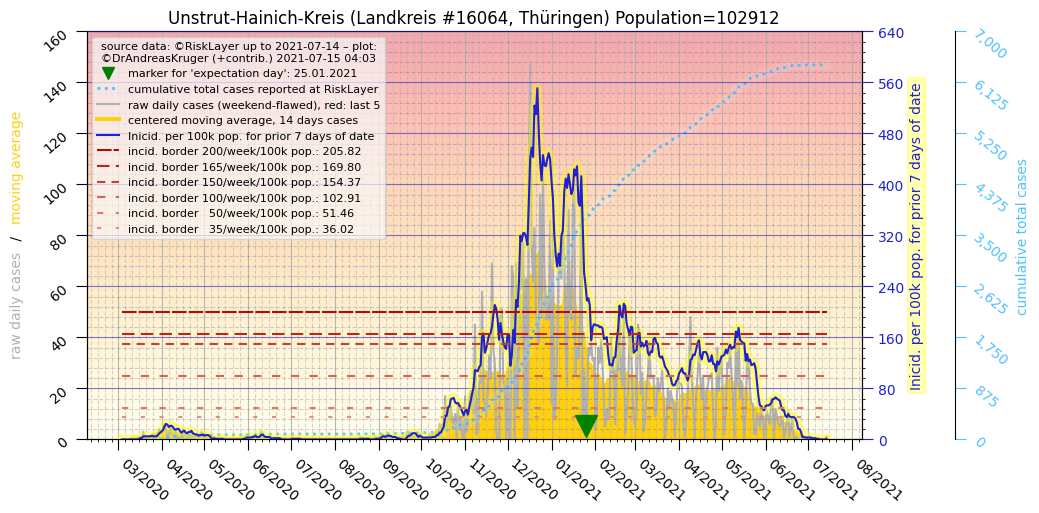 Unstrut-Hainich-Kreis (Landkreis #16064, Thüringen) Population=102912
source data: ©RiskLayer up to 2021-07-14 – plot:
©DrAndreasKruger (+contrib.) 2021-07-15 04:03
marker for 'expectation day': 25.01.2021
cumulative total cases reported at RiskLayer
raw daily cases (weekend-flawed), red: last 5
centered moving average, 14 days cases
Inicid. per 100k pop. for prior 7 days of date
incid. border 200/week/100k pop.: 205.82
incid. border 165/week/100k pop.: 169.80
incid. border 150/week/100k pop.: 154.37
incid. border 100/week/100k pop.: 102.91
incid. border 50/week/100k pop.: 51.46
incid. border 35/week/100k pop.: 36.02
raw daily cases / moving average
160
140
120
100
80
60
40
20
0
03/2020
04/2020
05/2020
06/2020
07/2020
08/2020
09/2020
10/2020
11/2020
12/2020
01/2021
02/2021
03/2021
04/2021
05/2021
06/2021
07/2021
08/2021
640
560
480
400
320
240
160
80
0
Inicid. per 100k pop. for prior 7 days of date
7,000
6,125
5,250
4,375
3,500
2,625
1,750
875
0
cumulative total cases